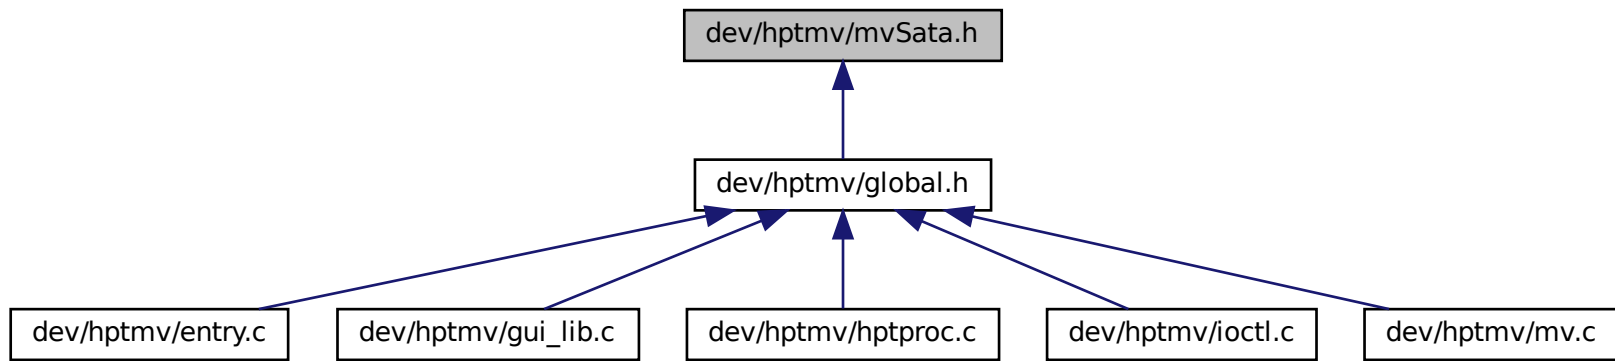 dev/hptmv/mvSata.h
dev/hptmv/global.h
dev/hptmv/entry.c
dev/hptmv/gui_lib.c
dev/hptmv/hptproc.c
dev/hptmv/ioctl.c
dev/hptmv/mv.c